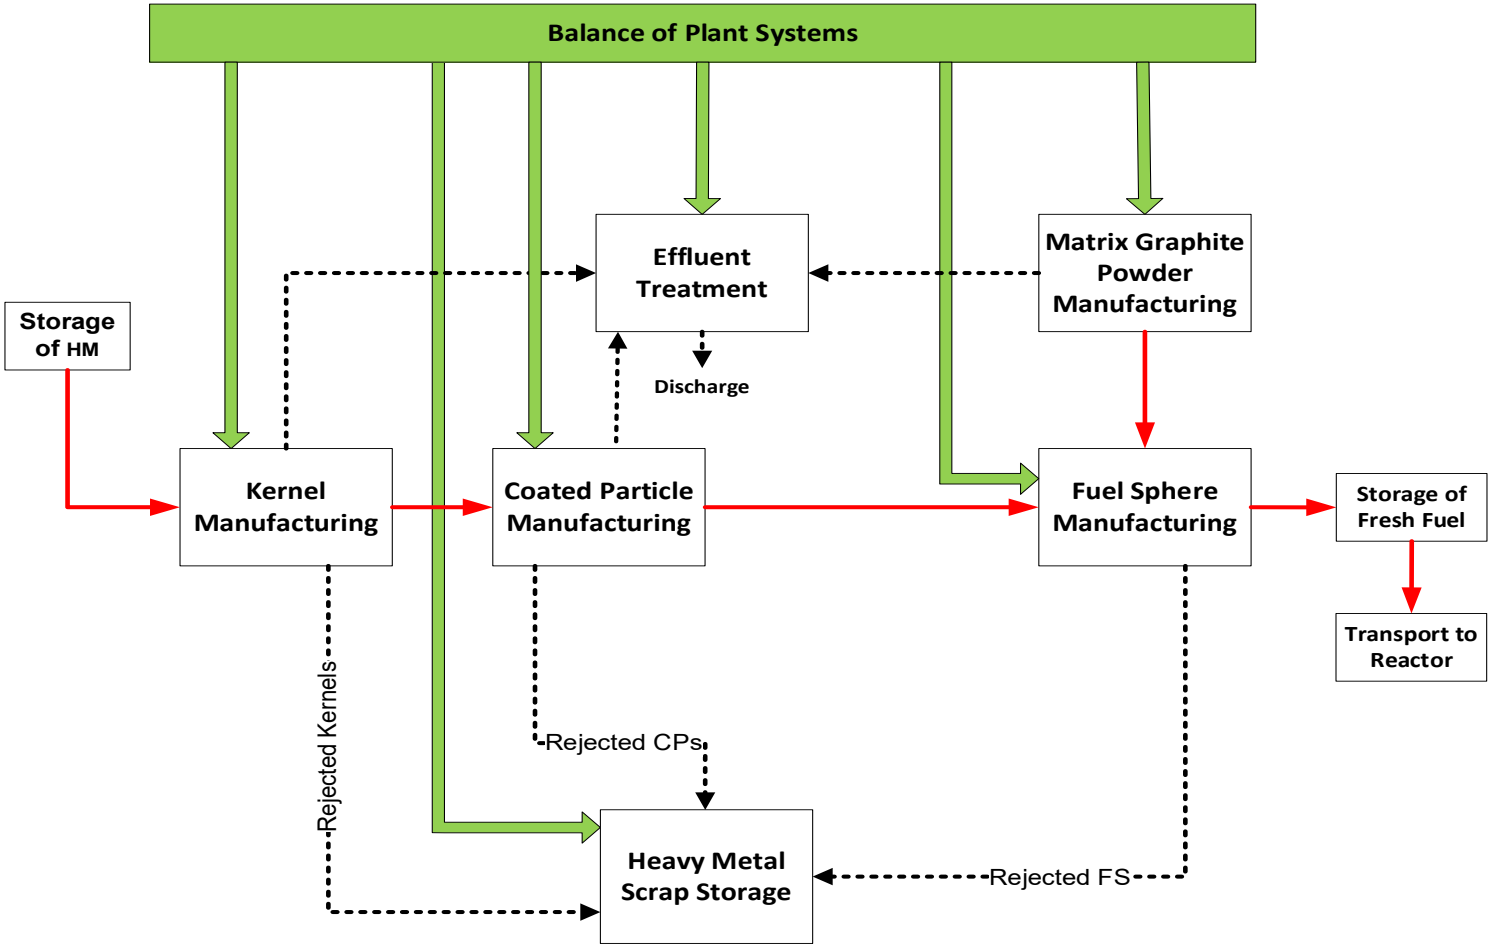 Balance of Plant Systems
Effluent
Treatment
Matrix Graphite
Powder
Manufacturing
Storage
of HM
Discharge
Kernel
Manufacturing
Coated Particle
Manufacturing
Fuel Sphere
Manufacturing
Storage of
Fresh Fuel
Transport to
Reactor
Rejected Kernels
Rejected CPs
Heavy Metal
Scrap Storage
Rejected FS